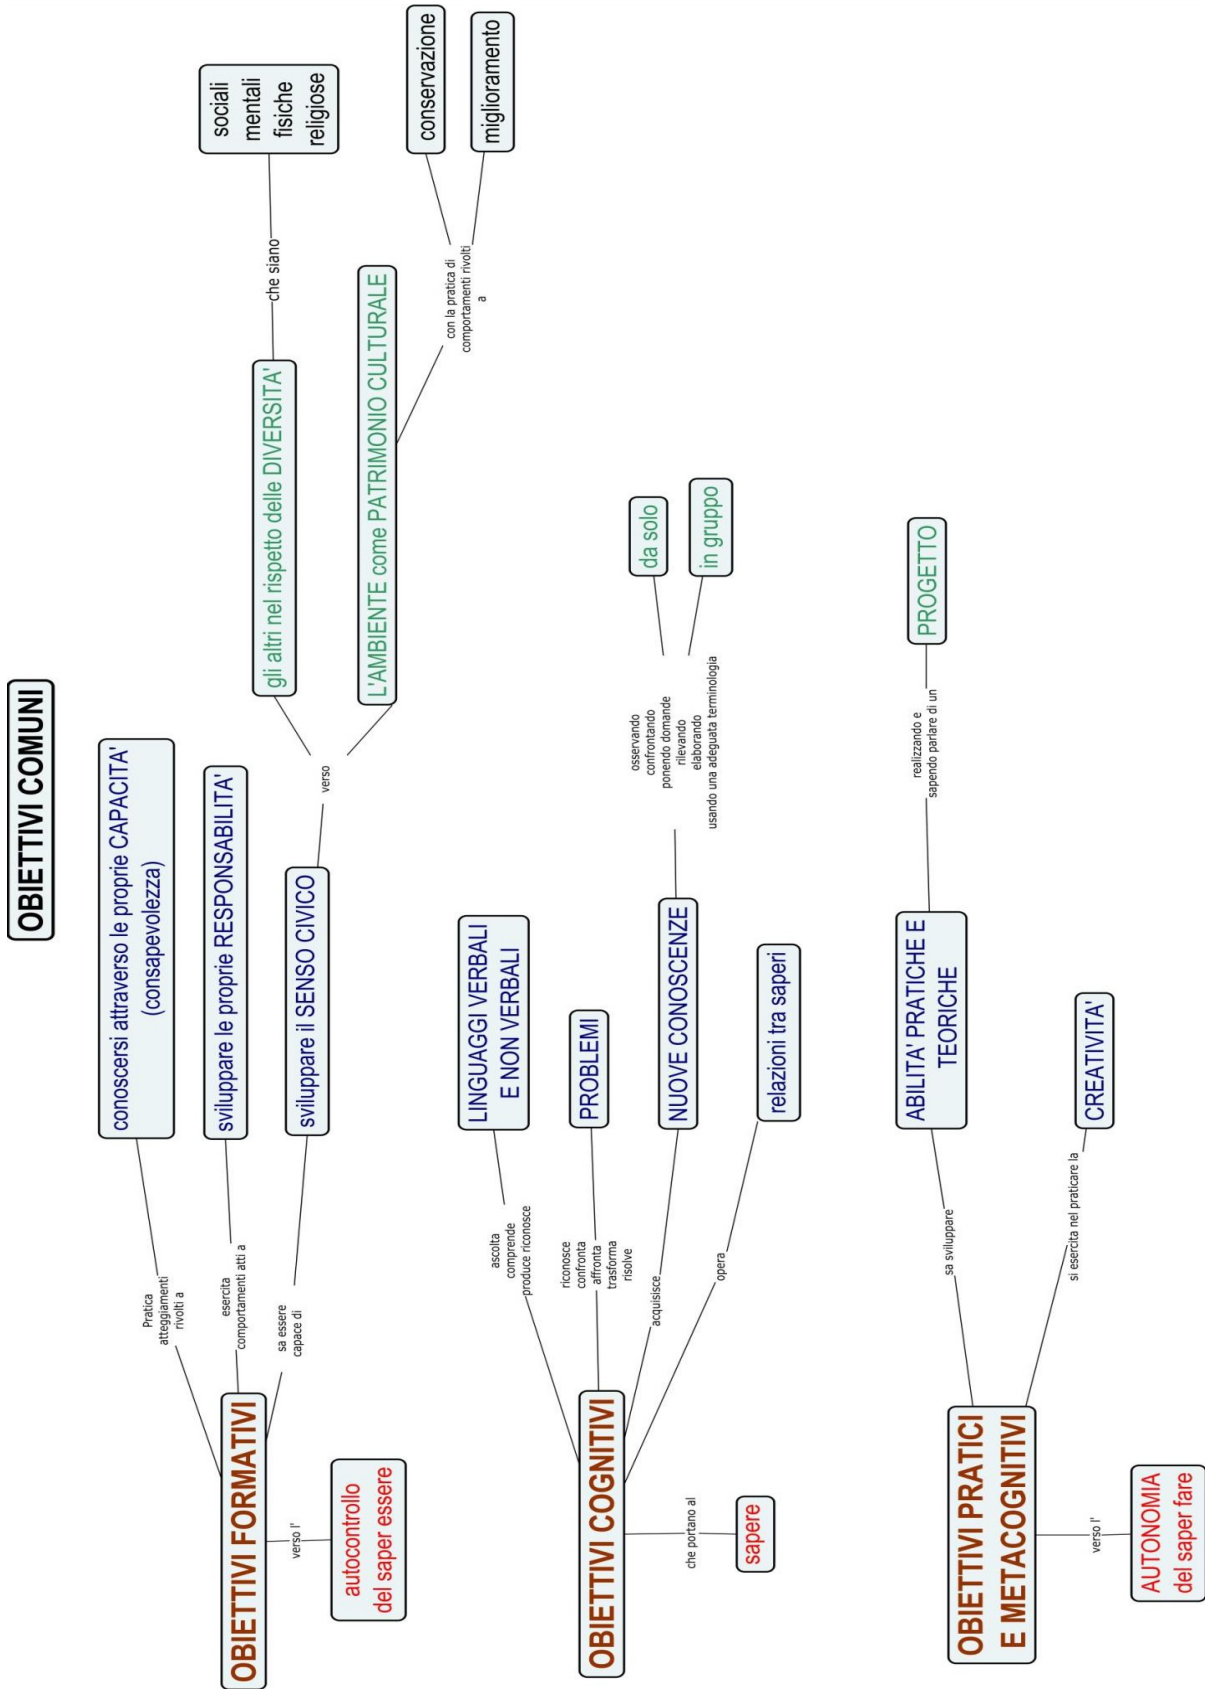 OBIETTIVI COMUNI
OBIETTIVI FORMATIVI
verso l'
autocontrollo
del saper essere
Pratica
atteggiamenti
rivolti a
conoscersi attraverso le proprie CAPACITA'
(consapevolezza)
esercita
comportamenti atti a
sviluppare le proprie RESPONSABILITA'
sa essere
capace di
sviluppare il SENSO CIVICO
verso
gli altri nel rispetto delle DIVERSITA'
che siano
sociali
mentali
fisiche
religiose
L'AMBIENTE come PATRIMONIO CULTURALE
con la pratica di
comportamenti rivolti
a
conservazione
miglioramento
OBIETTIVI COGNITIVI
che portano al
sapere
ascolta
comprende
produce riconosce
LINGUAGGI VERBALI
E NON VERBALI
riconosce
confronta
affronta
trasforma
risolve
PROBLEMI
acquisisce
NUOVE CONOSCENZE
osservando
confrontando
ponendo domande
rilevando
elaborando
usando una adeguata terminologia
da solo
in gruppo
opera
relazioni tra saperi
OBIETTIVI PRATICI
E METACOGNITIVI
verso l'
AUTONOMIA
del saper fare
sa sviluppare
ABILITA' PRATICHE E
TEORICHE
realizzando e
sapendo parlare di un
PROGETTO
si esercita nel praticare la
CREATIVITA'